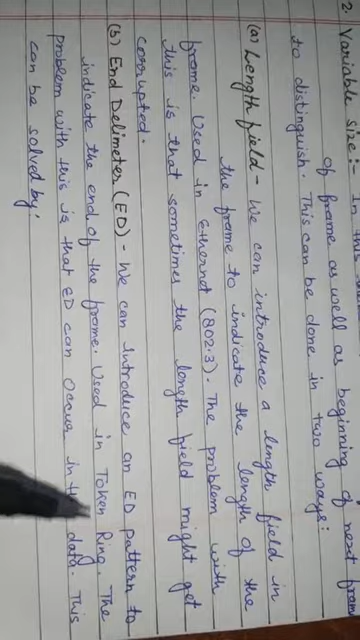 2. Variable size:- In this
of frame as well as beginning of next fram
to distinguish. This can be done in two ways:
(a) Length field - We can introduce a length field in
the frame to indicate the length of the
frame. Used in Ethernet (802.3). The problem with
this is that sometimes the length field might get
corrupted.
(b) End Delimeter (ED) - We can introduce an ED pattern to
indicate the end of the frame. Used in Token Ring. The
problem with this is that ED can occur in data. This
can be solved by: